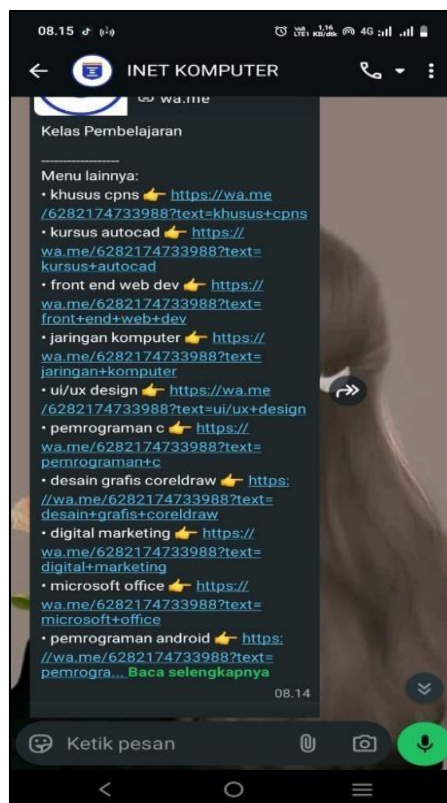 08.15
1,16
KB/dtk
4G
INET KOMPUTER
wa.me
Kelas Pembelajaran
-----------------
Menu lainnya:
• khusus cpns 👉 https://wa.me
/6282174733988?text=khusus+cpns
• kursus autocad 👉 https://
wa.me/6282174733988?text=
kursus+autocad
• front end web dev 👉 https://
wa.me/6282174733988?text=
front+end+web+dev
• jaringan komputer 👉 https://
wa.me/6282174733988?text=
jaringan+komputer
• ui/ux design 👉 https://wa.me
/6282174733988?text=ui/ux+design
• pemrograman c 👉 https://
wa.me/6282174733988?text=
pemrograman+c
• desain grafis coreldraw 👉 https:
//wa.me/6282174733988?text=
desain+grafis+coreldraw
• digital marketing 👉 https://
wa.me/6282174733988?text=
digital+marketing
• microsoft office 👉 https://
wa.me/6282174733988?text=
microsoft+office
• pemrograman android 👉 https:
//wa.me/6282174733988?text=
pemrogra... Baca selengkapnya
08.14
Ketik pesan